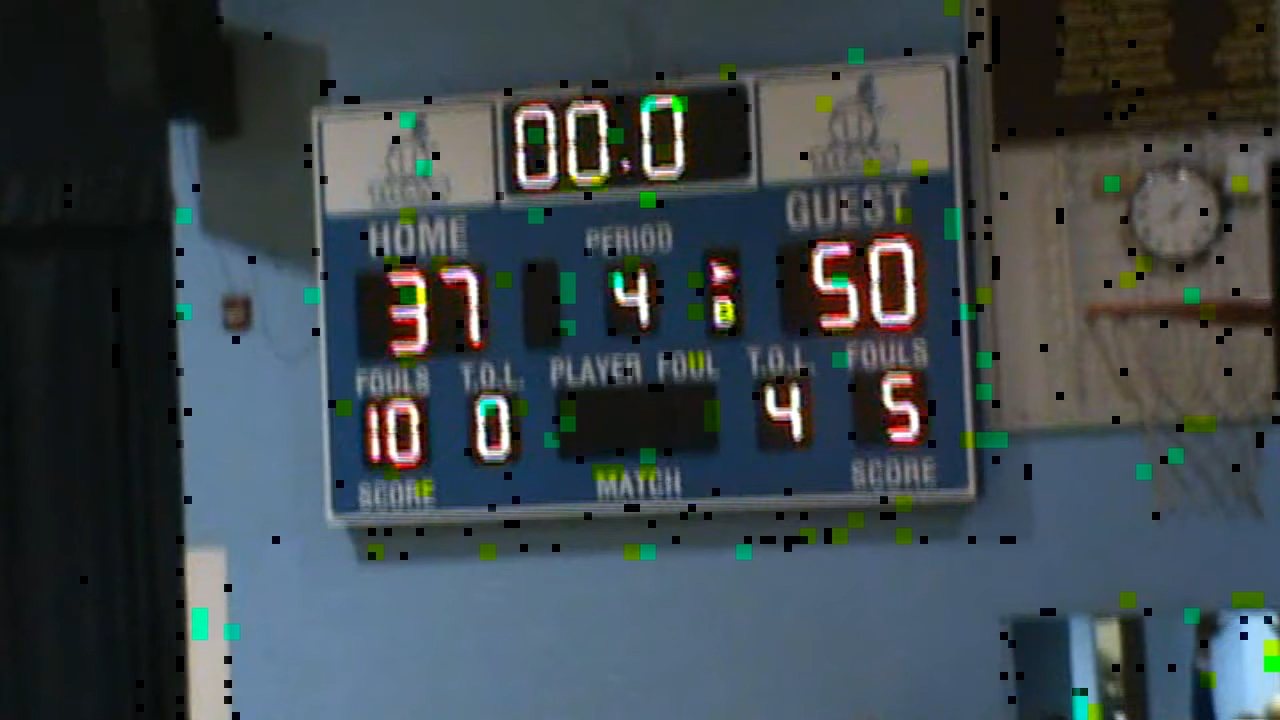 00.0
HOME PERIOD GUEST
37 4 50
FOULS T.O.L. PLAYER FOUL T.O.L. FOULS
10 0 4 5
SCORE MATCH SCORE